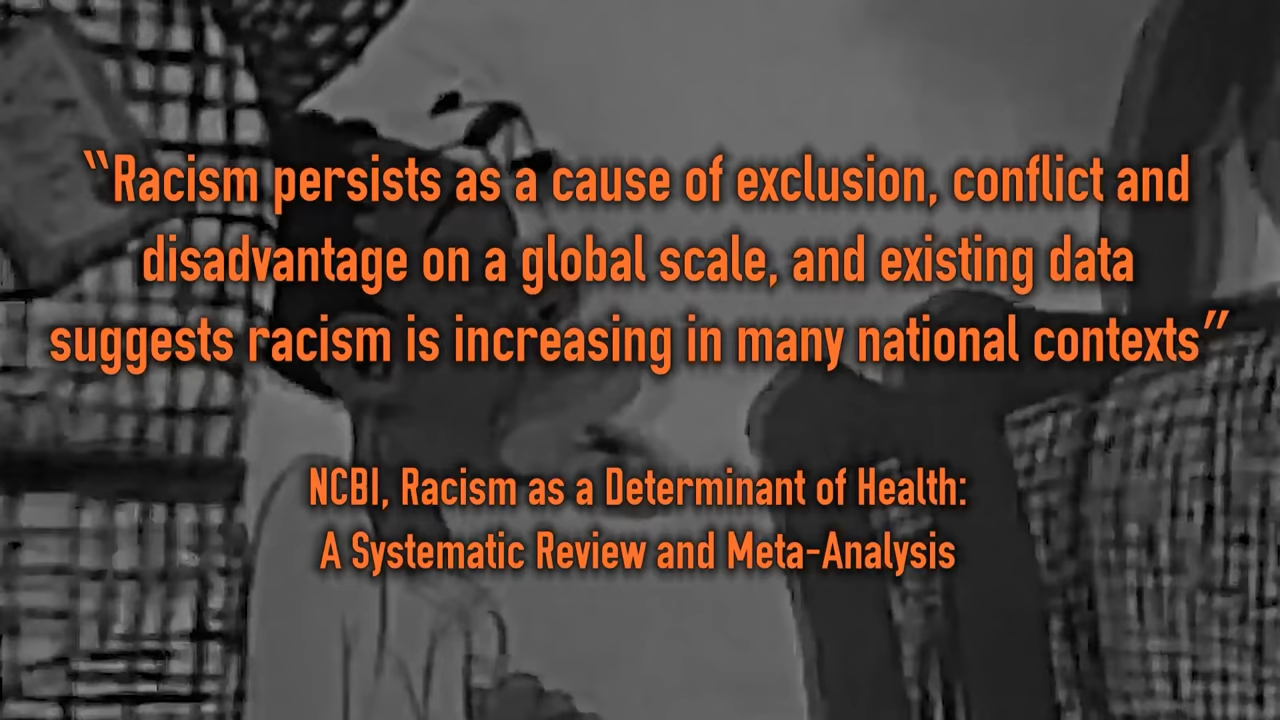 “Racism persists as a cause of exclusion, conflict and
disadvantage on a global scale, and existing data
suggests racism is increasing in many national contexts”
NCBI, Racism as a Determinant of Health:
A Systematic Review and Meta-Analysis